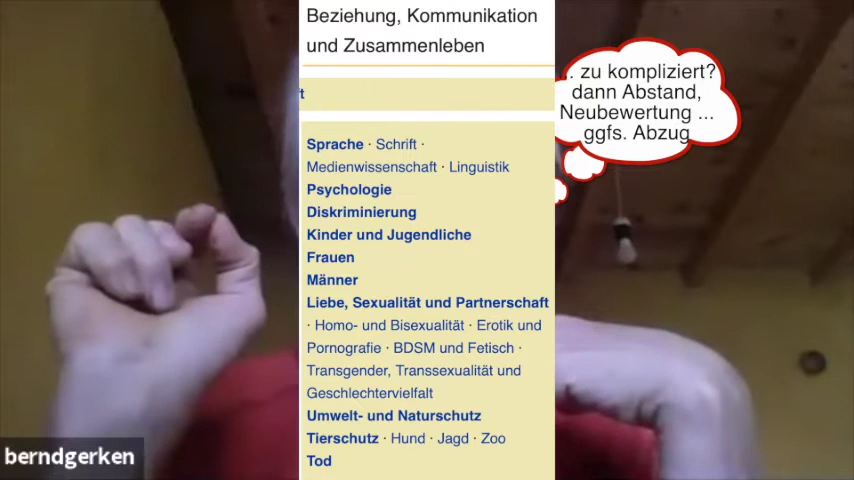 Beziehung, Kommunikation
und Zusammenleben
t
Sprache · Schrift ·
Medienwissenschaft · Linguistik
Psychologie
Diskriminierung
Kinder und Jugendliche
Frauen
Männer
Liebe, Sexualität und Partnerschaft
· Homo- und Bisexualität · Erotik und
Pornografie · BDSM und Fetisch ·
Transgender, Transsexualität und
Geschlechtervielfalt
Umwelt- und Naturschutz
Tierschutz · Hund · Jagd · Zoo
Tod
.. zu kompliziert?
dann Abstand,
Neubewertung ...
ggfs. Abzug
berndgerken